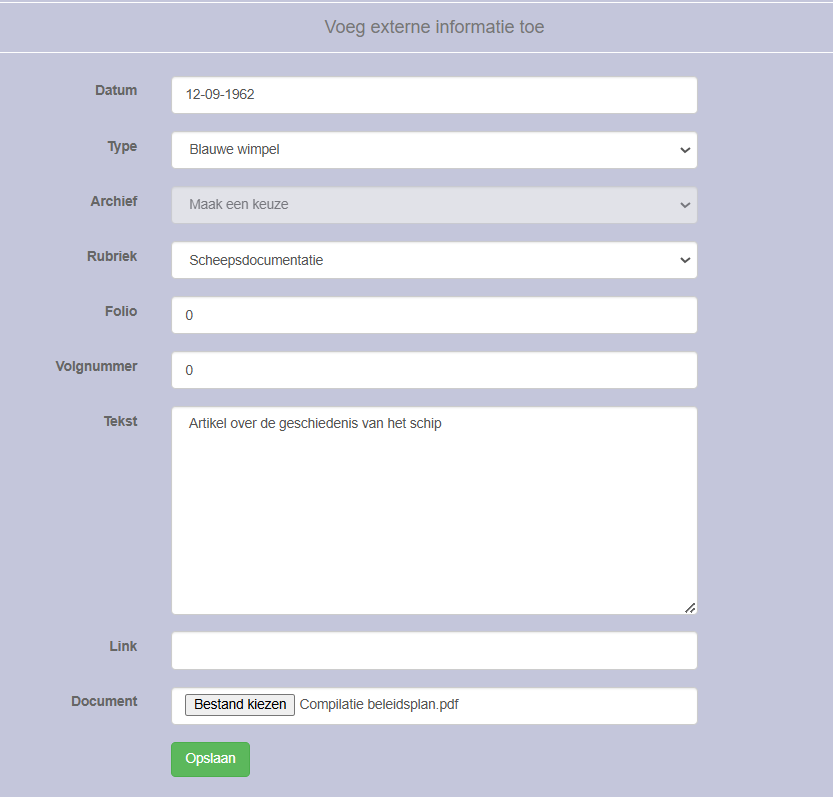 Voeg externe informatie toe
Datum 12-09-1962
Type Blauwe wimpel
Archief Maak een keuze
Rubriek Scheepsdocumentatie
Folio 0
Volgnummer 0
Tekst Artikel over de geschiedenis van het schip
Link
Document Bestand kiezen Compilatie beleidsplan.pdf
Opslaan